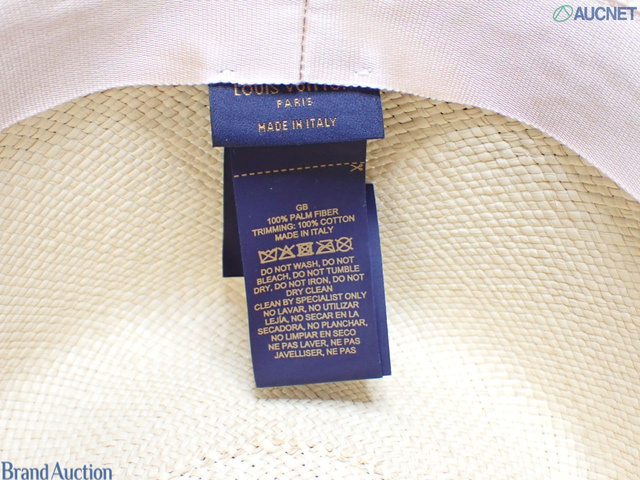 AUCNET
LOUIS VUITTON
PARIS
MADE IN ITALY
GB
100% PALM FIBER
TRIMMING: 100% COTTON
MADE IN ITALY
DO NOT WASH, DO NOT
BLEACH, DO NOT TUMBLE
DRY, DO NOT IRON, DO NOT
DRY CLEAN
CLEAN BY SPECIALIST ONLY
NO LAVAR, NO UTILIZAR
LEJÍA, NO SECAR EN LA
SECADORA, NO PLANCHAR,
NO LIMPIAR EN SECO
NE PAS LAVER, NE PAS
JAVELLISER, NE PAS
Brand Auction